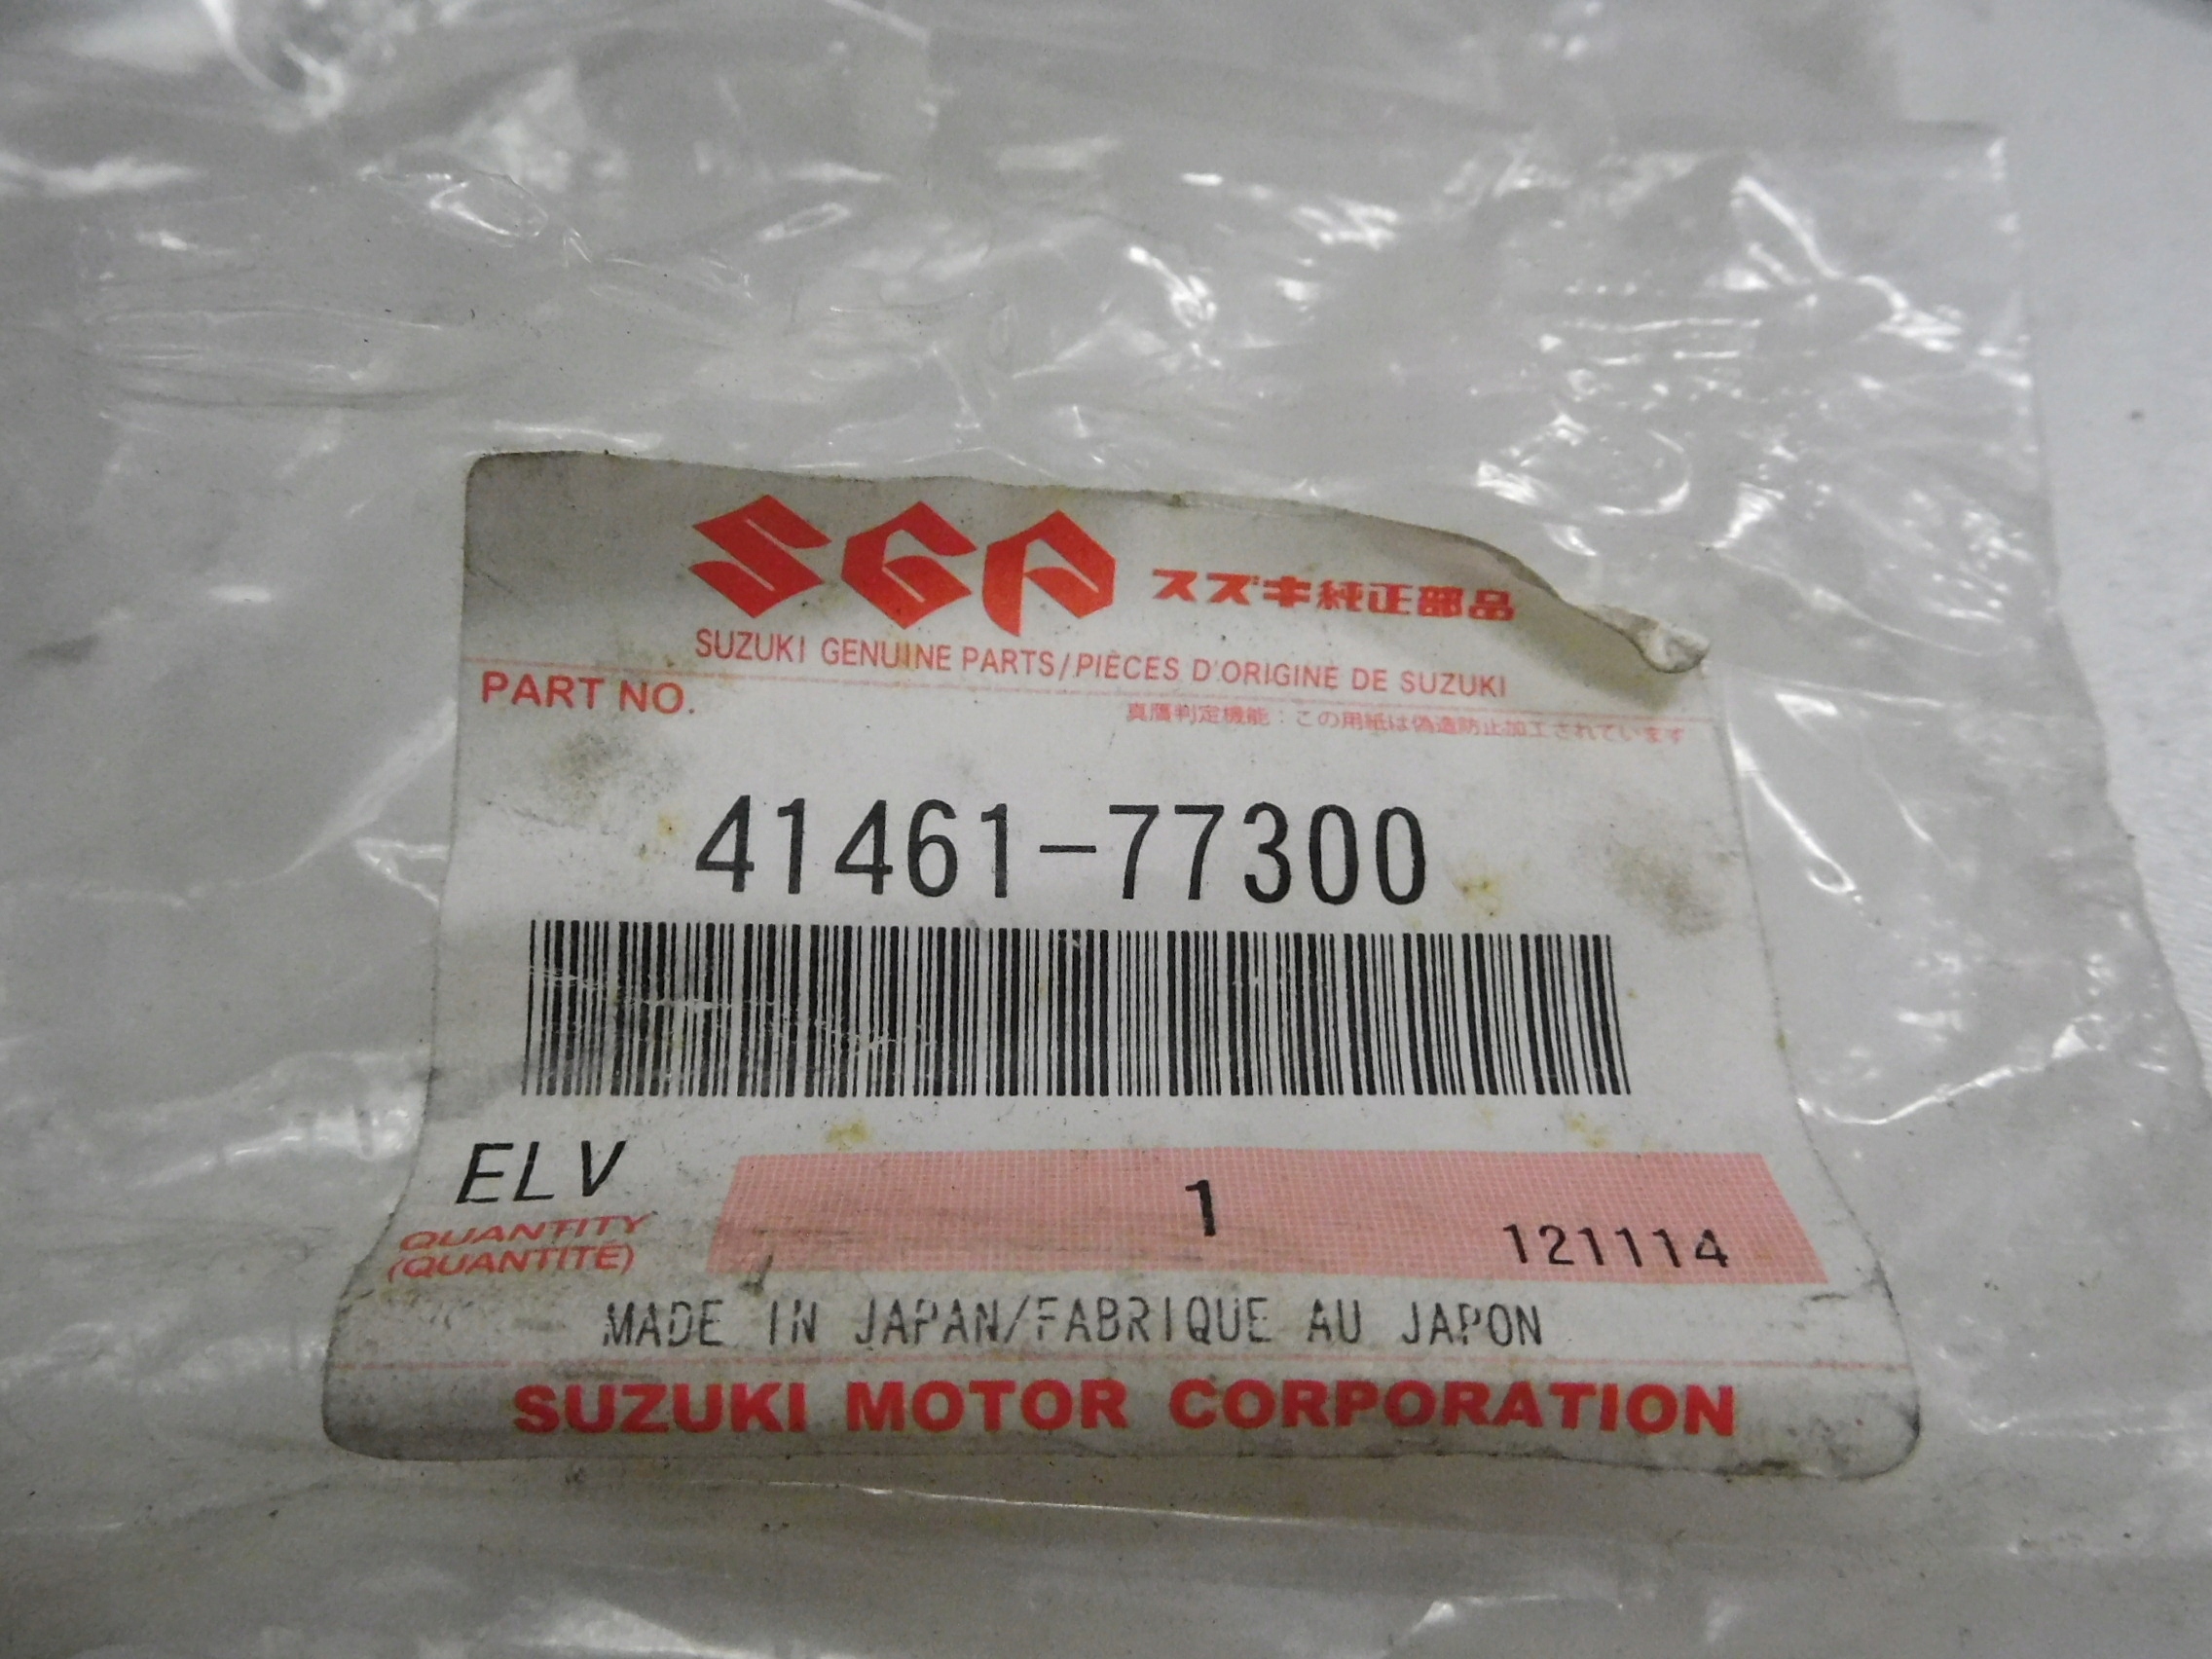 SGP スズキ純正部品
SUZUKI GENUINE PARTS/PIÈCES D'ORIGINE DE SUZUKI
PART NO.
真贋判定機能：この用紙は偽造防止加工されています
41461-77300
ELV
QUANTITY
(QUANTITÉ)
1
121114
MADE IN JAPAN/FABRIQUE AU JAPON
SUZUKI MOTOR CORPORATION